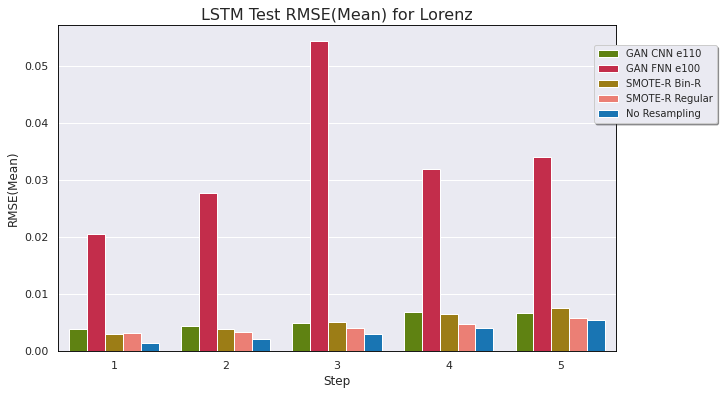 LSTM Test RMSE(Mean) for Lorenz
GAN CNN e110
GAN FNN e100
SMOTE-R Bin-R
SMOTE-R Regular
No Resampling
RMSE(Mean)
0.05
0.04
0.03
0.02
0.01
0.00
1 2 3 4 5
Step